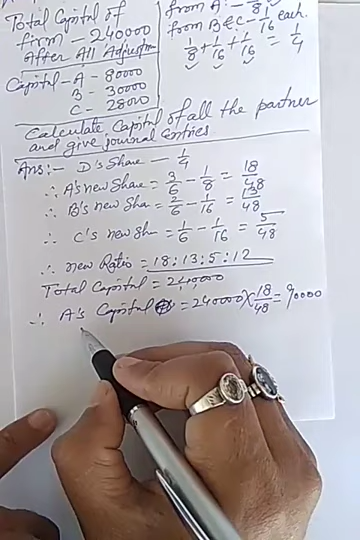 Total Capital of
firm - 240000
After All Adjustm
Capital - A - 80000
B - 30000
C - 28000
from A :- 1/8
from B & C - 1/16 each.
1/8 + 1/16 + 1/16 = 1/4
Calculate Capital of all the partner
and give journal entries
Ans:- D's Share - 1/4
∴ A's new Share = 3/6 - 1/8 = 18/48
∴ B's new Shar = 2/6 - 1/16 = 13/48
∴ C's new Sh = 1/6 - 1/16 = 5/48
∴ new Ratio = 18:13:5:12
Total Capital = 240000
∴ A's Capital = 240000 X 18/48 = 90000